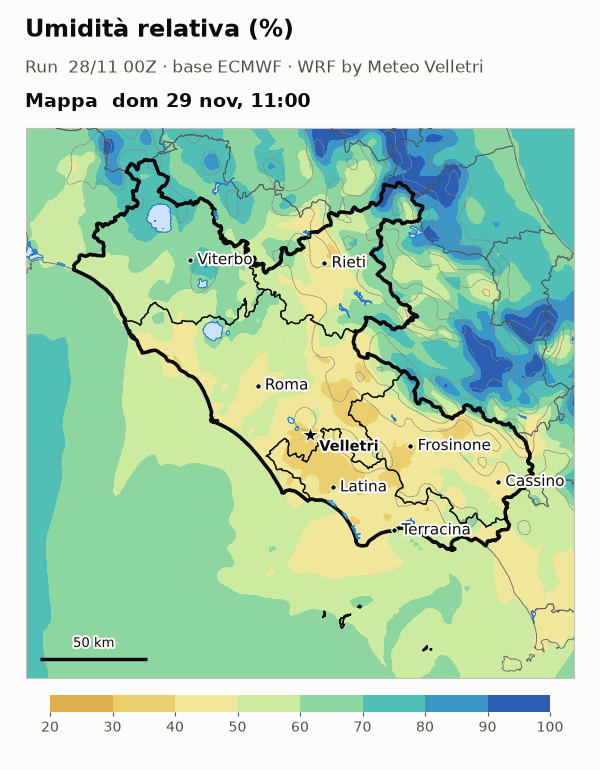 Umidità relativa (%)
Run 28/11 00Z · base ECMWF · WRF by Meteo Velletri
Mappa dom 29 nov, 11:00
Viterbo
Rieti
Roma
Velletri
Frosinone
Latina
Cassino
Terracina
50 km
20 30 40 50 60 70 80 90 100